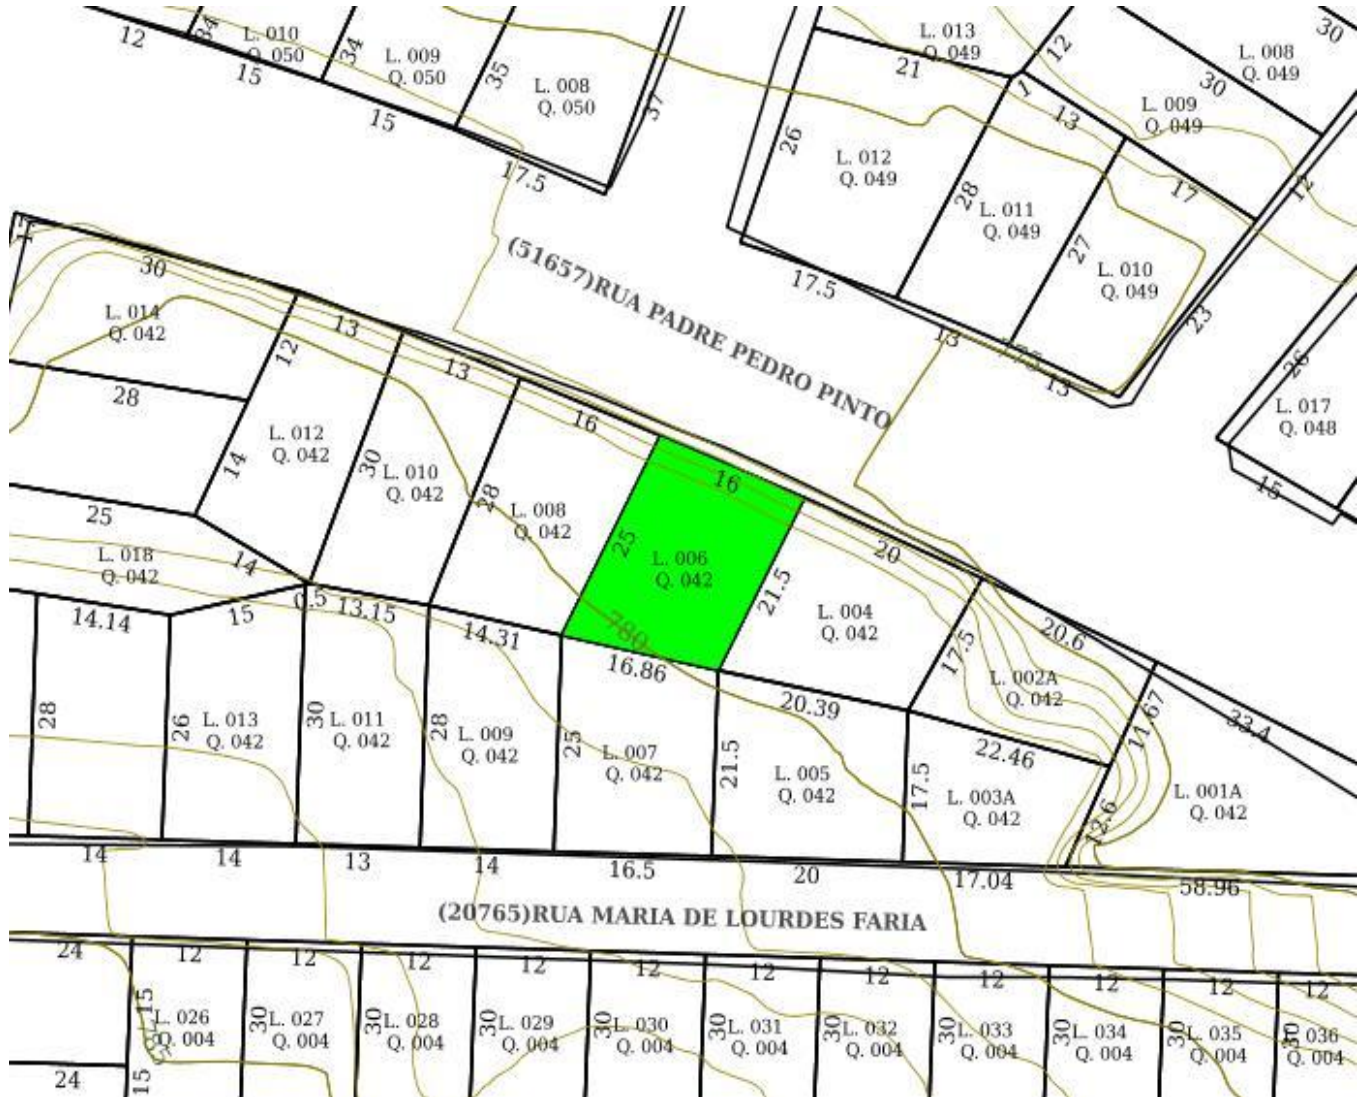 12
15
34
L. 010
Q. 050
34
L. 009
Q. 050
15
35
L. 008
Q. 050
17.5
37
L. 013
Q. 049
21
12
1
30
L. 008
Q. 049
30
L. 009
Q. 049
13
17
12
26
L. 012
Q. 049
28
L. 011
Q. 049
27
L. 010
Q. 049
17.5
13
13
23
26
L. 017
Q. 048
15
(51657)RUA PADRE PEDRO PINTO
30
L. 014
Q. 042
28
12
13
L. 012
Q. 042
14
25
14
L. 018
Q. 042
13
30
L. 010
Q. 042
28
16
L. 008
Q. 042
25
16
L. 006
Q. 042
780
21.5
20
L. 004
Q. 042
17.5
20.6
L. 002A
Q. 042
11.67
33.4
14.14
15
0.5
13.15
14.31
16.86
20.39
22.46
28
26
L. 013
Q. 042
30
L. 011
Q. 042
28
L. 009
Q. 042
25
L. 007
Q. 042
21.5
L. 005
Q. 042
17.5
L. 003A
Q. 042
12.6
L. 001A
Q. 042
14
14
13
14
16.5
20
17.04
58.96
(20765)RUA MARIA DE LOURDES FARIA
24
12
12
12
12
12
12
12
12
12
12
12
15
L. 026
Q. 004
30
L. 027
Q. 004
30
L. 028
Q. 004
30
L. 029
Q. 004
30
L. 030
Q. 004
30
L. 031
Q. 004
30
L. 032
Q. 004
30
L. 033
Q. 004
30
L. 034
Q. 004
30
L. 035
Q. 004
30
L. 036
Q. 004
24
15